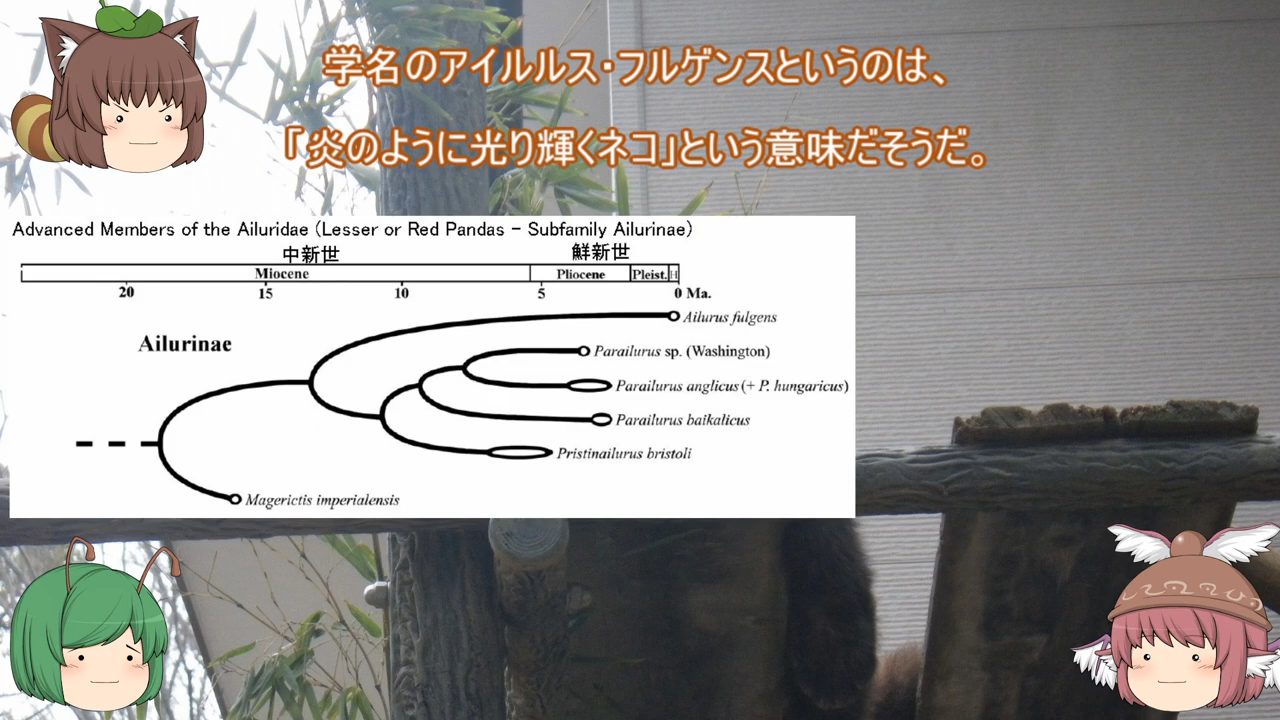 学名のアイルルス・フルゲンスというのは、
「炎のように光り輝くネコ」という意味だそうだ。
Advanced Members of the Ailuridae (Lesser or Red Pandas - Subfamily Ailurinae)
中新世 鮮新世
Miocene Pliocene Pleist. H
20 15 10 5 0 Ma.
Ailurus fulgens
Ailurinae
Parailurus sp. (Washington)
Parailurus anglicus (+ P. hungaricus)
Parailurus baikalicus
Pristinailurus bristoli
Magerictis imperialensis